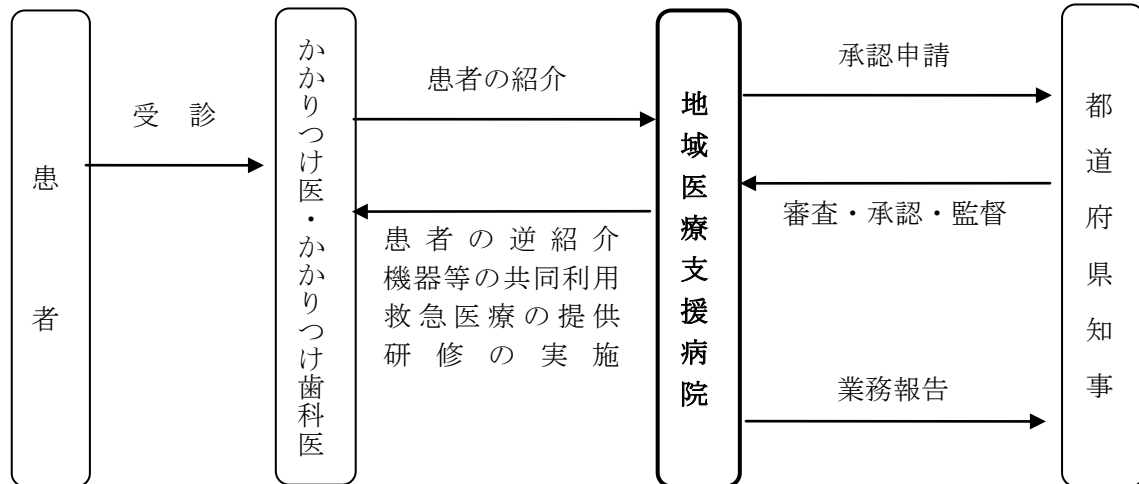 患者
受 診
かかりつけ医・かかりつけ歯科医
患者の紹介
患者の逆紹介
機器等の共同利用
救急医療の提供
研修の実施
地域医療支援病院
承認申請
審査・承認・監督
業務報告
都道府県知事